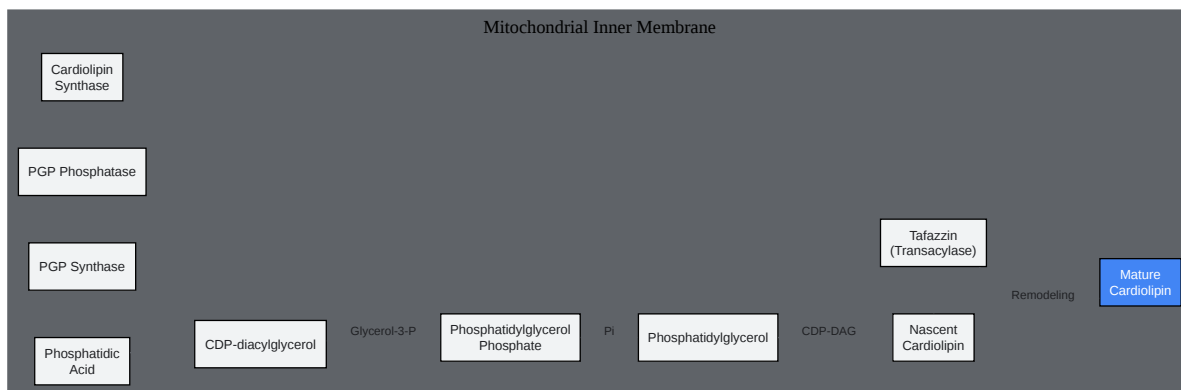 Mitochondrial Inner Membrane
Cardiolipin
Synthase
PGP Phosphatase
PGP Synthase
Tafazzin
(Transacylase)
Mature
Cardiolipin
Remodeling
Phosphatidic
Acid
CDP-diacylglycerol
Glycerol-3-P
Phosphatidylglycerol
Phosphate
Pi
Phosphatidylglycerol
CDP-DAG
Nascent
Cardiolipin